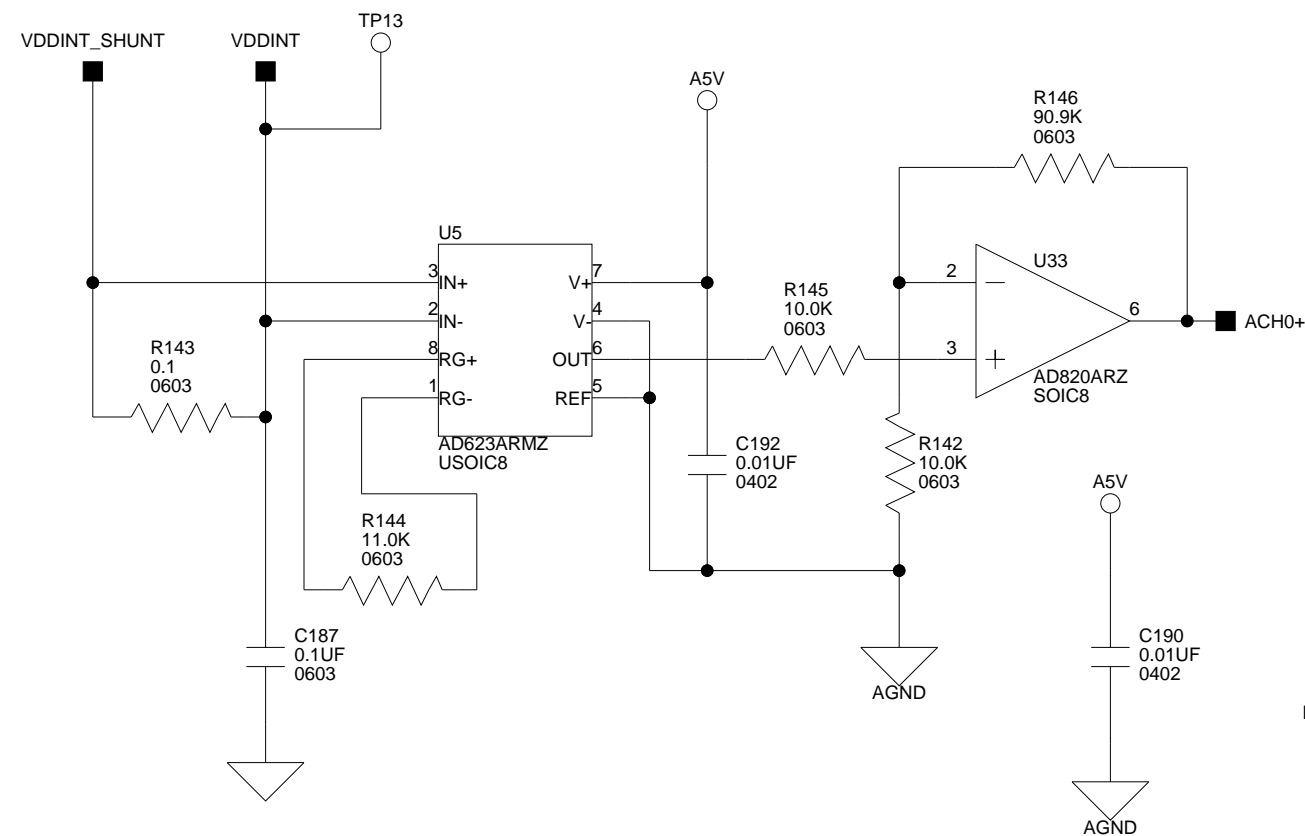 VDDINT_SHUNT
VDDINT
TP13
A5V
R146
90.9K
0603
U5
3
IN+
2
IN-
8
RG+
1
RG-
7
V+
4
V-
6
OUT
5
REF
AD623ARMZ
USOIC8
R143
0.1
0603
R144
11.0K
0603
C187
0.1UF
0603
C192
0.01UF
0402
R145
10.0K
0603
2
3
U33
6
AD820ARZ
SOIC8
ACH0+
R142
10.0K
0603
AGND
A5V
C190
0.01UF
0402
AGND